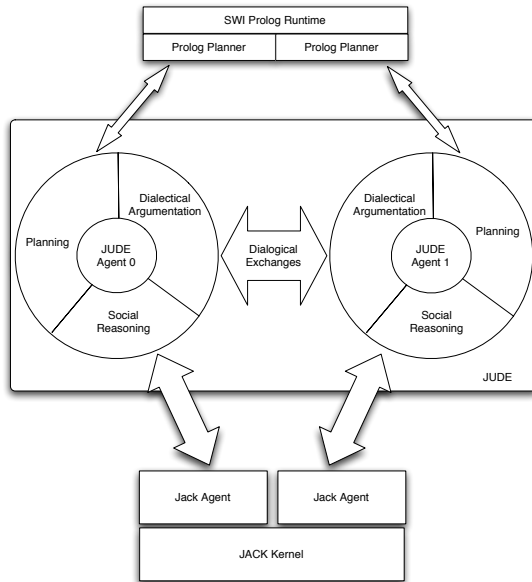 SWI Prolog Runtime
Prolog Planner
Prolog Planner
Planning
Dialectical
Argumentation
JUDE
Agent 0
Social
Reasoning
Dialogical
Exchanges
Dialectical
Argumentation
Planning
JUDE
Agent 1
Social
Reasoning
JUDE
Jack Agent
Jack Agent
JACK Kernel